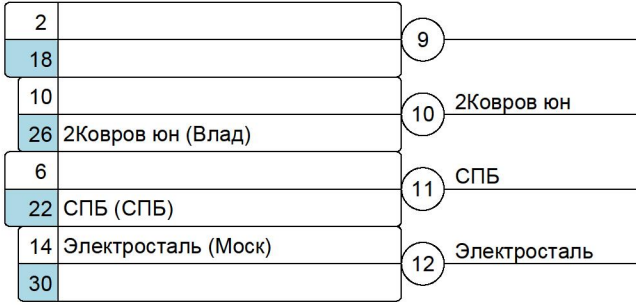 2
18
9
10
26 2Ковров юн (Влад)
10 2Ковров юн
6
22 СПБ (СПБ)
11 СПБ
14 Электросталь (Моск)
30
12 Электросталь